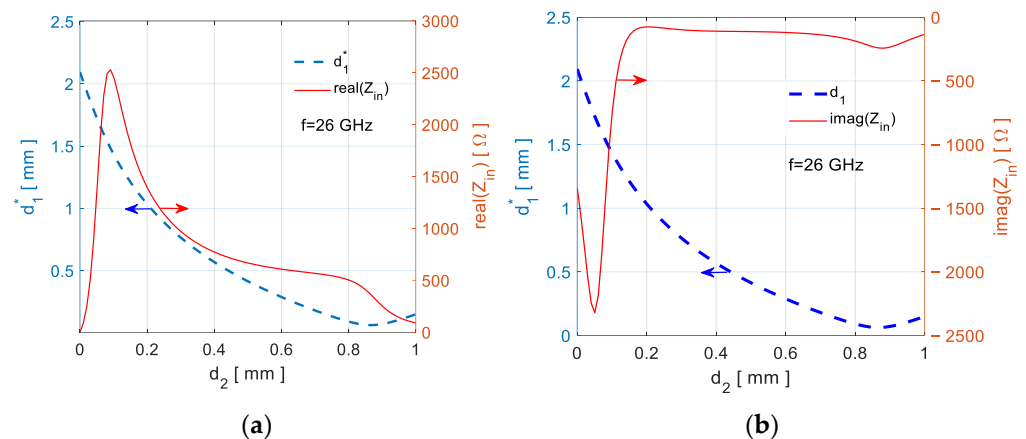 2.5
2
1.5
1
0.5
0 0.2 0.4 0.6 0.8 1
d₂ [ mm ]
d₁* [ mm ]
3000
2500
2000
1500
1000
500
0
real(Zᵢₙ) [ Ω ]
d₁*
real(Zᵢₙ)
f=26 GHz
(a)
2.5
2
1.5
1
0.5
0
0 0.2 0.4 0.6 0.8 1
d₂ [ mm ]
d₁* [ mm ]
0
− 500
− 1000
− 1500
− 2000
− 2500
imag(Zᵢₙ) [ Ω ]
d₁
imag(Zᵢₙ)
f=26 GHz
(b)